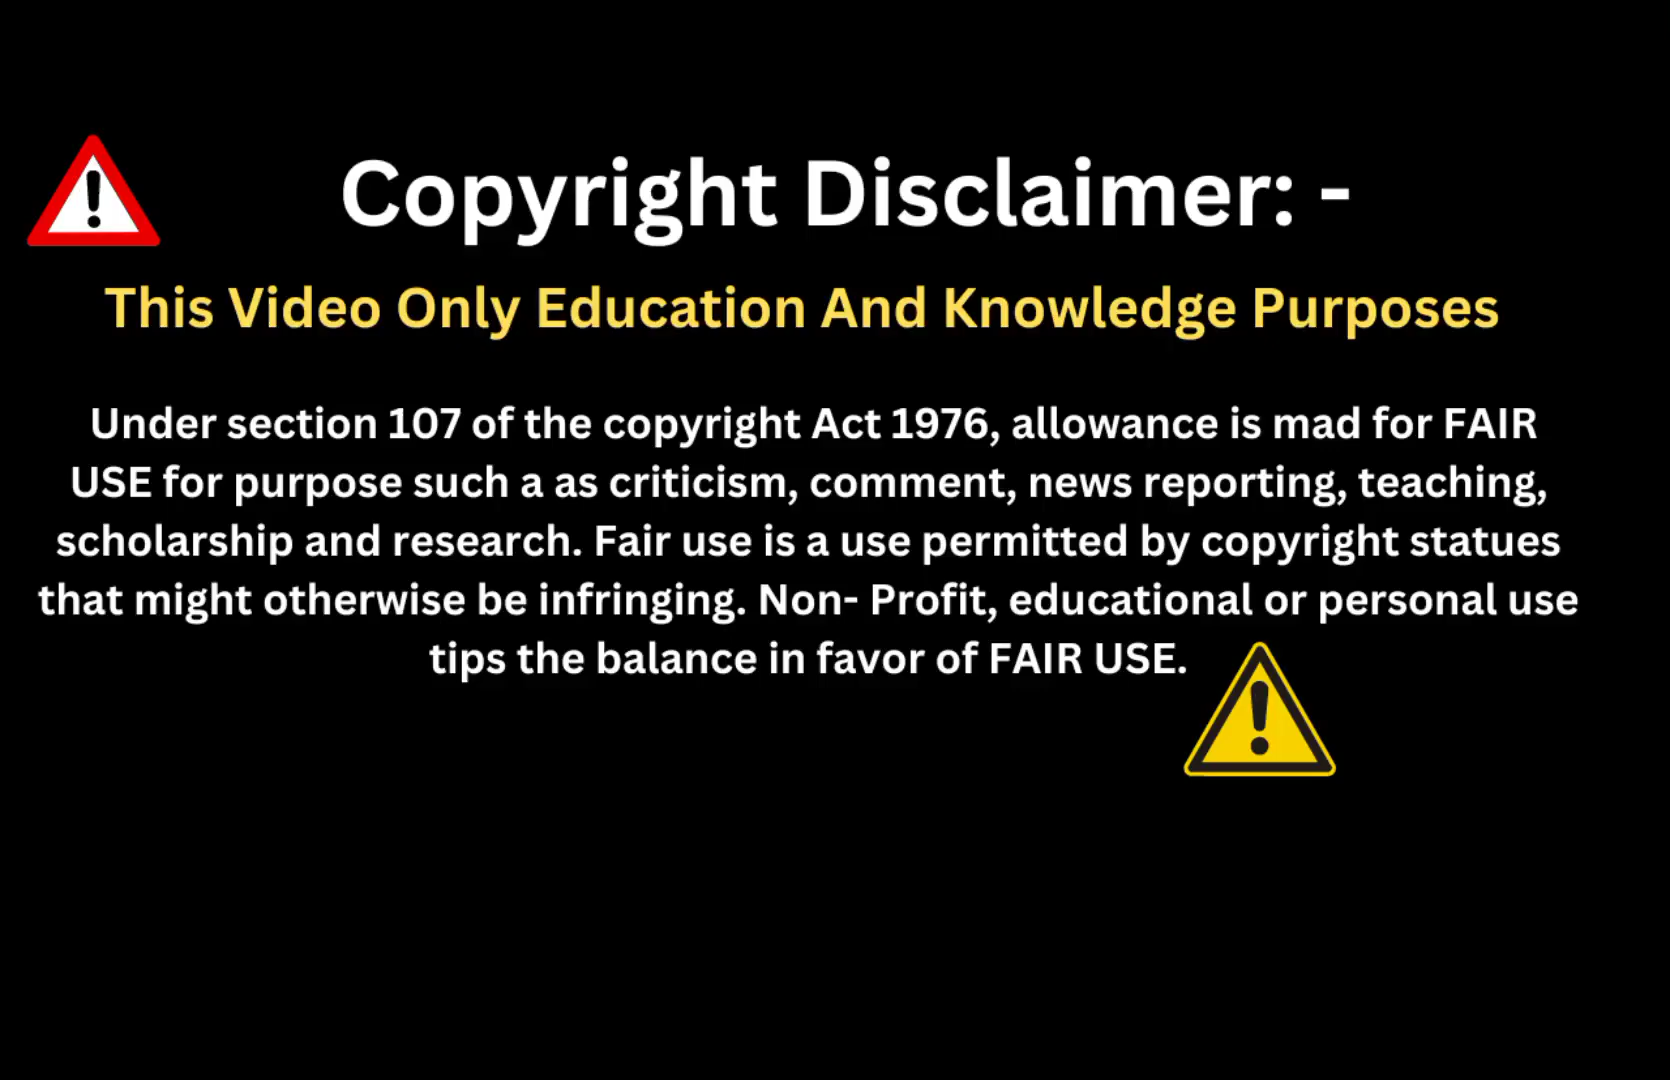 Copyright Disclaimer: -
This Video Only Education And Knowledge Purposes
Under section 107 of the copyright Act 1976, allowance is mad for FAIR
USE for purpose such a as criticism, comment, news reporting, teaching,
scholarship and research. Fair use is a use permitted by copyright statues
that might otherwise be infringing. Non- Profit, educational or personal use
tips the balance in favor of FAIR USE.